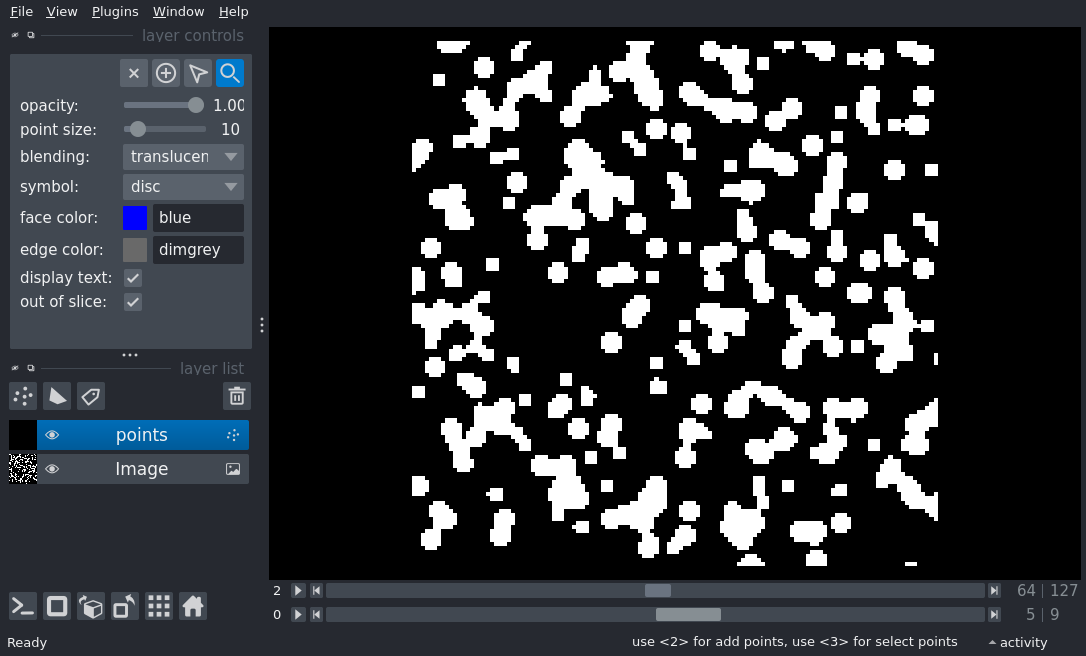 File View Plugins Window Help
layer controls
opacity: 1.00
point size: 10
blending: translucen
symbol: disc
face color: blue
edge color: dimgrey
display text:
out of slice:
layer list
points
Image
2 64 | 127
0 5 | 9
Ready use <2> for add points, use <3> for select points activity